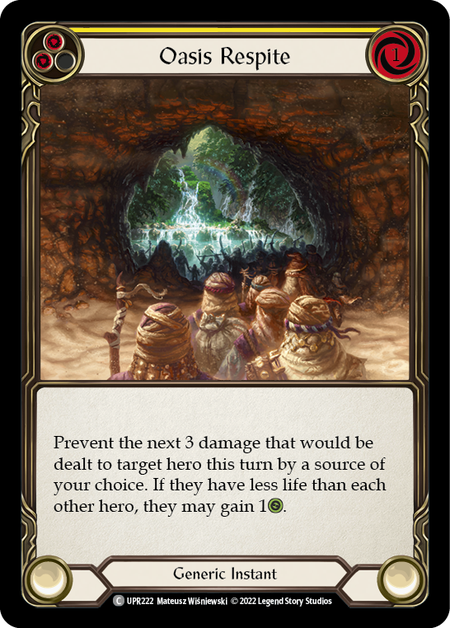 Oasis Respite
1
Prevent the next 3 damage that would be
dealt to target hero this turn by a source of
your choice. If they have less life than each
other hero, they may gain 1.
Generic Instant
C UPR222 Mateusz Wiśniewski © 2022 Legend Story Studios